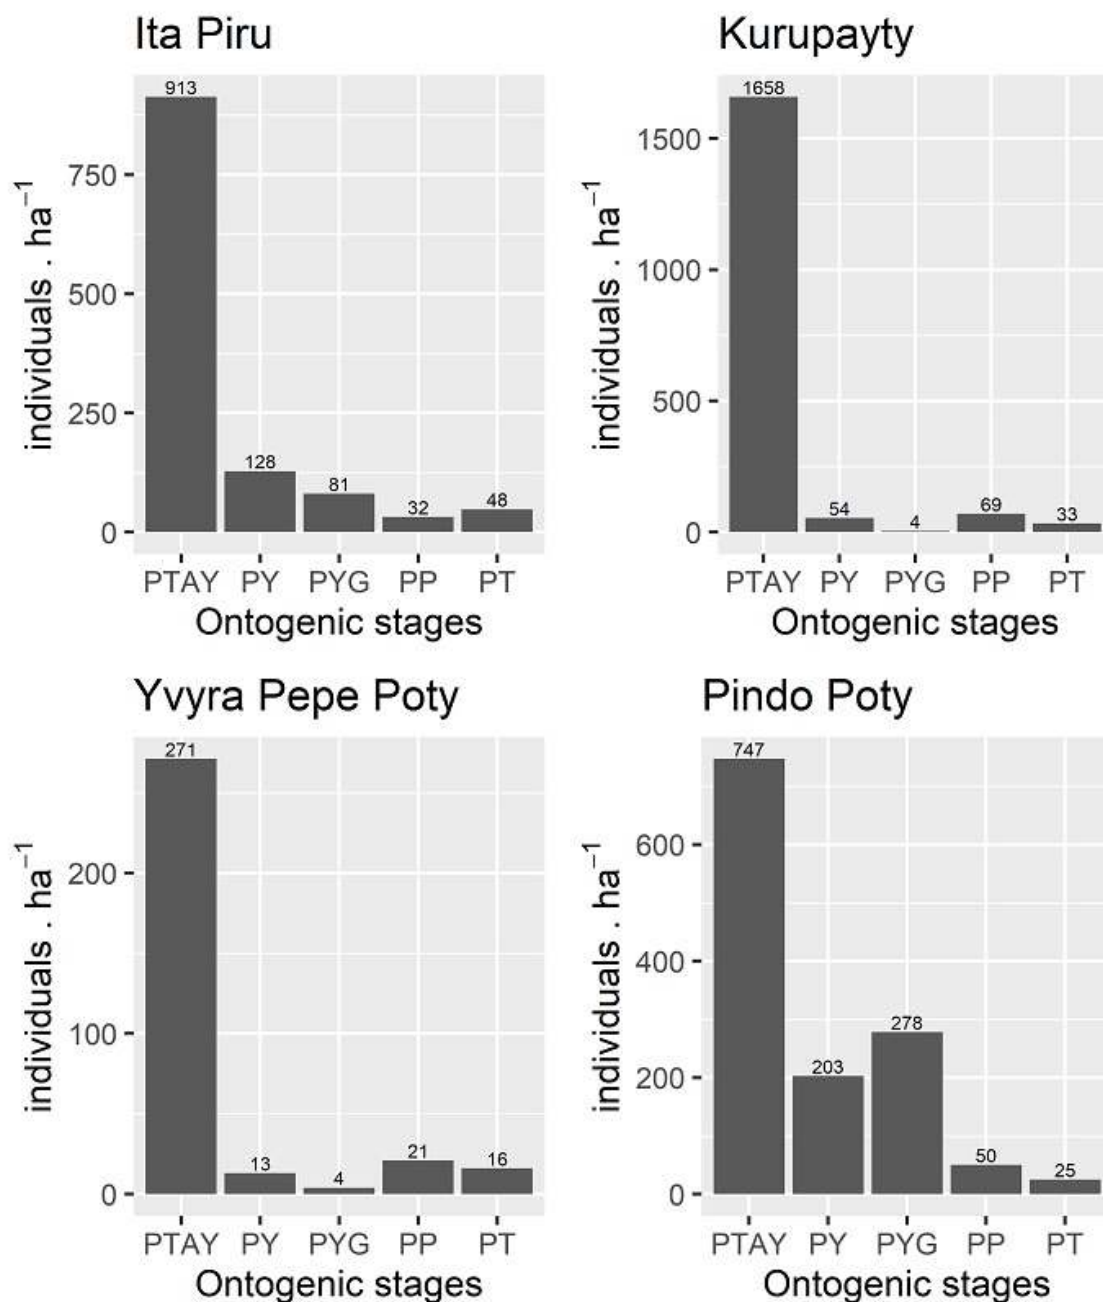 Ita Piru
913
750
500
250
0
128
81
32
48
individuals . ha⁻¹
PTAY PY PYG PP PT
Ontogenic stages
Kurupayty
1658
1500
1000
500
0
54
4
69
33
individuals . ha⁻¹
PTAY PY PYG PP PT
Ontogenic stages
Yvyra Pepe Poty
271
200
100
0
13
4
21
16
individuals . ha⁻¹
PTAY PY PYG PP PT
Ontogenic stages
Pindo Poty
747
600
400
200
0
203
278
50
25
individuals . ha⁻¹
PTAY PY PYG PP PT
Ontogenic stages